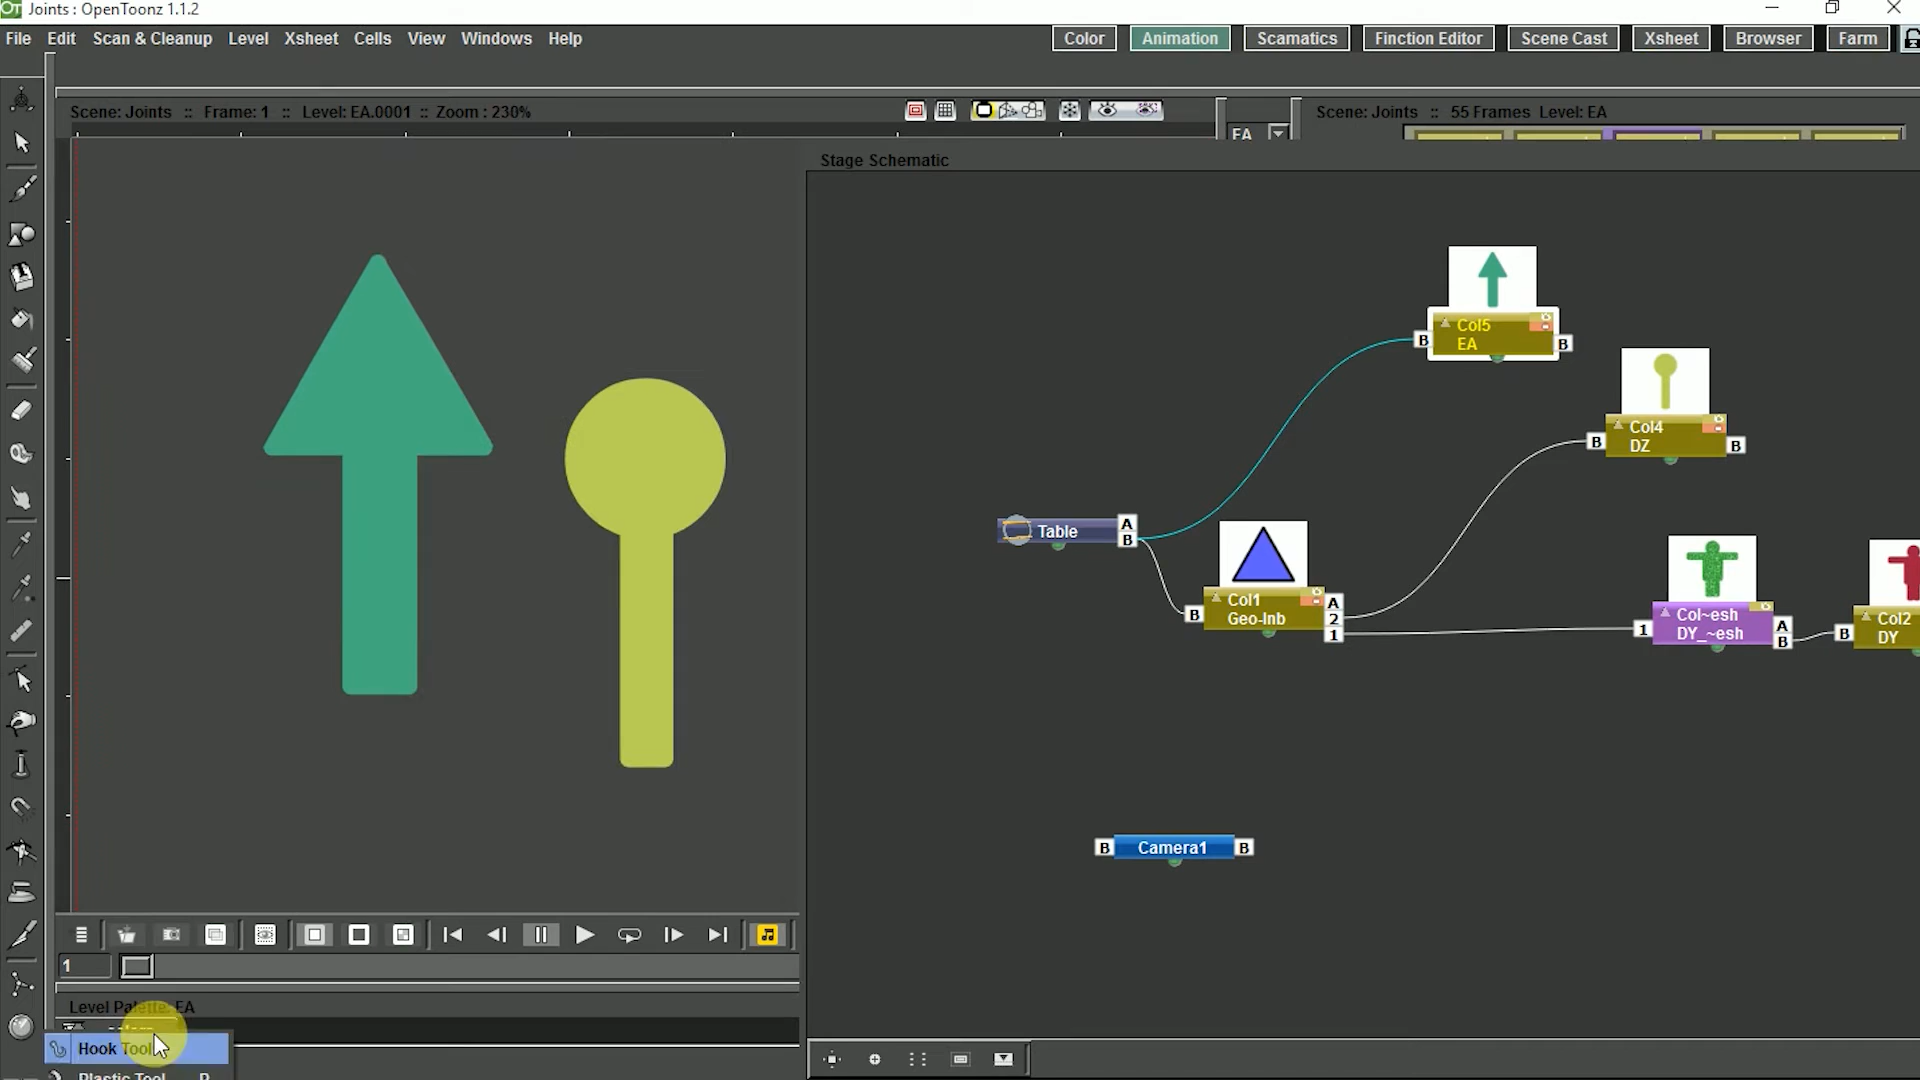 Joints : OpenToonz 1.1.2
File Edit Scan & Cleanup Level Xsheet Cells View Windows Help
Color Animation Scamatics Finction Editor Scene Cast Xsheet Browser Farm
Scene: Joints :: Frame: 1 :: Level: EA.0001 :: Zoom : 230%
EA
Scene: Joints :: 55 Frames Level: EA
Stage Schematic
Col5
EA
B
B
Col4
DZ
B
B
Table
A
B
Col1
Geo-Inb
B
A
2
1
Col~esh
DY_~esh
1
A
B
Col2
DY
B
B Camera1 B
1
Level Palette: EA
Hook Tool
Plastic Tool